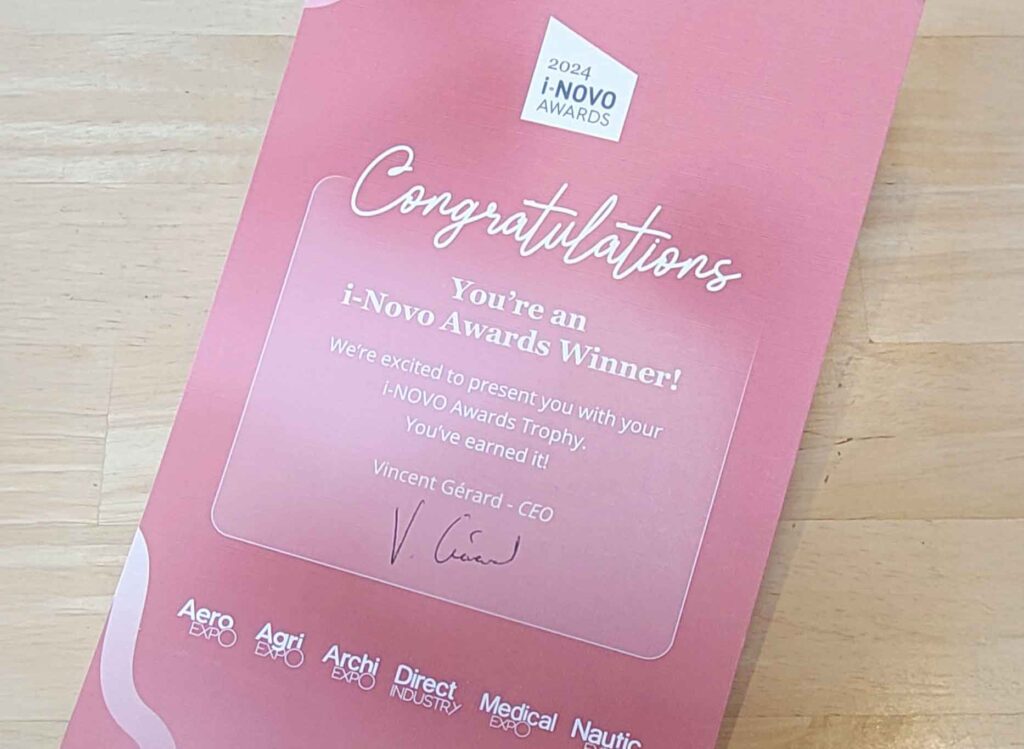 2024
i-NOVO
AWARDS
Congratulations
You're an
i-Novo Awards Winner!
We're excited to present you with your
i-NOVO Awards Trophy.
You've earned it!
Vincent Gérard - CEO
V. Gérard
Aero
EXPO
Agri
EXPO
Archi
EXPO
Direct
INDUSTRY
Medical
EXPO
Nautic